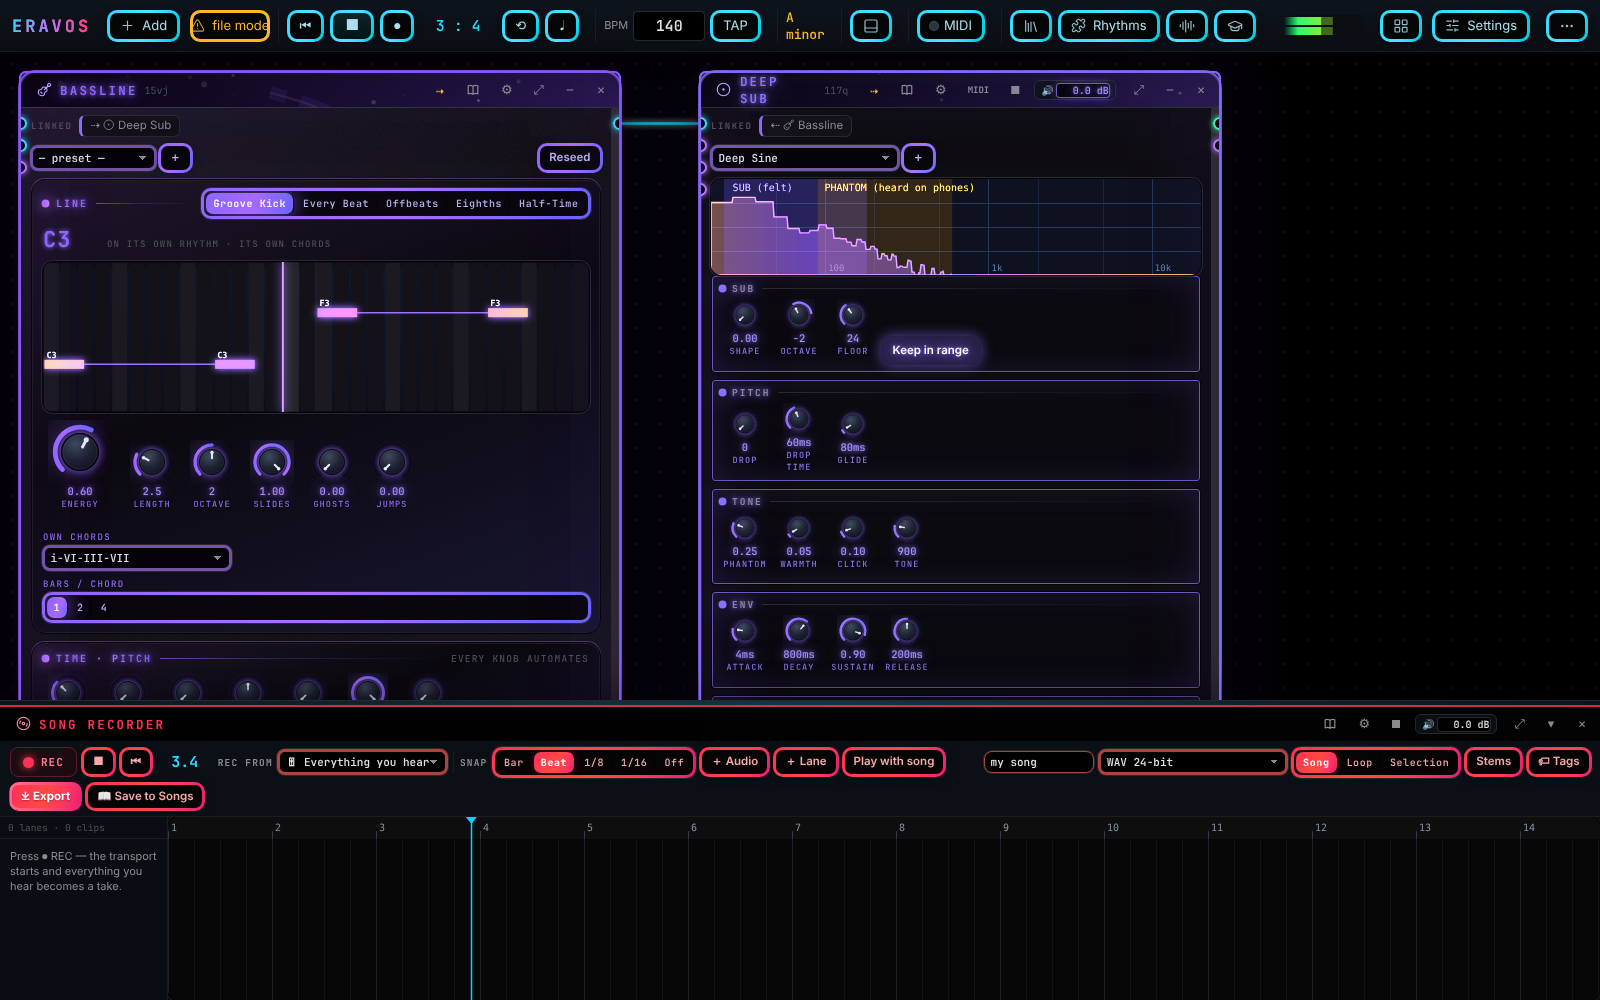 ERAVOS
Add
file mode
3 : 4
BPM 140 TAP
A minor
MIDI
Rhythms
Settings
BASSLINE 15vj
LINKED Deep Sub
— preset — +
Reseed
LINE
Groove Kick Every Beat Offbeats Eighths Half-Time
C3 ON ITS OWN RHYTHM · ITS OWN CHORDS
F3 F3
C3 C3
0.60 2.5 2 1.00 0.00 0.00
ENERGY LENGTH OCTAVE SLIDES GHOSTS JUMPS
OWN CHORDS
i-VI-III-VII
BARS / CHORD
1 2 4
TIME · PITCH EVERY KNOB AUTOMATES
DEEP SUB 117q
MIDI 0.0 dB
LINKED Bassline
Deep Sine +
SUB (felt) PHANTOM (heard on phones)
100 1k 10k
SUB
0.00 -2 24
SHAPE OCTAVE FLOOR
Keep in range
PITCH
0 60ms 80ms
DROP DROP TIME GLIDE
TONE
0.25 0.05 0.10 900
PHANTOM WARMTH CLICK TONE
ENV
4ms 800ms 0.90 200ms
ATTACK DECAY SUSTAIN RELEASE
SONG RECORDER
0.0 dB
REC 3.4 REC FROM Everything you hear SNAP Bar Beat 1/8 1/16 Off + Audio + Lane Play with song my song WAV 24-bit Song Loop Selection Stems Tags
Export Save to Songs
0 lanes · 0 clips 1 2 3 4 5 6 7 8 9 10 11 12 13 14
Press ● REC — the transport
starts and everything you
hear becomes a take.